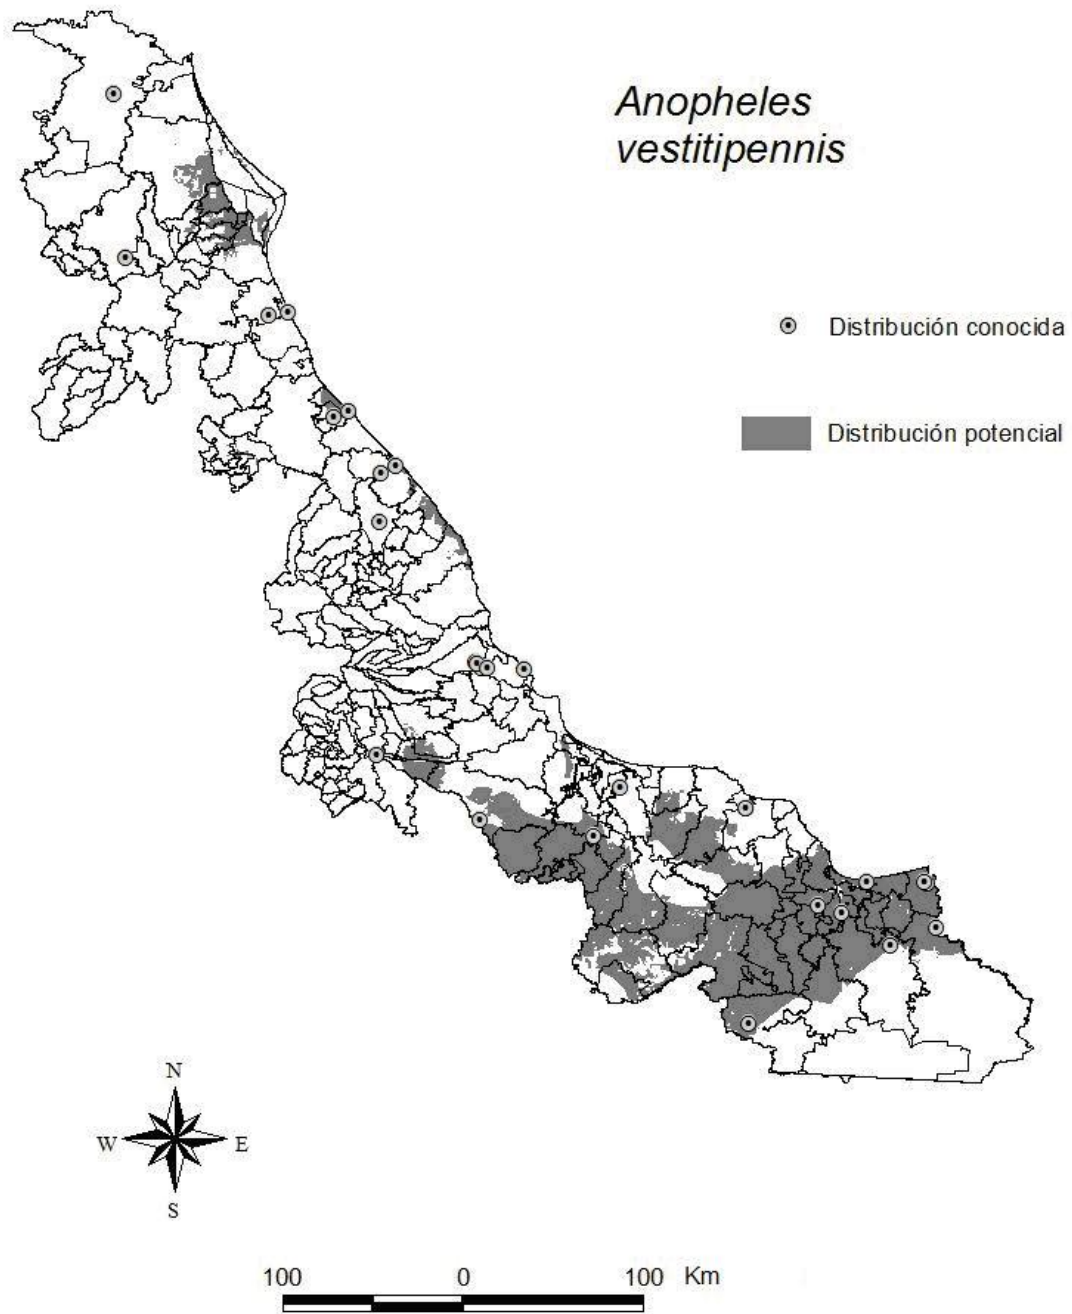 Anopheles
vestitipennis
Distribución conocida
Distribución potencial
N
W E
S
100 0 100 Km